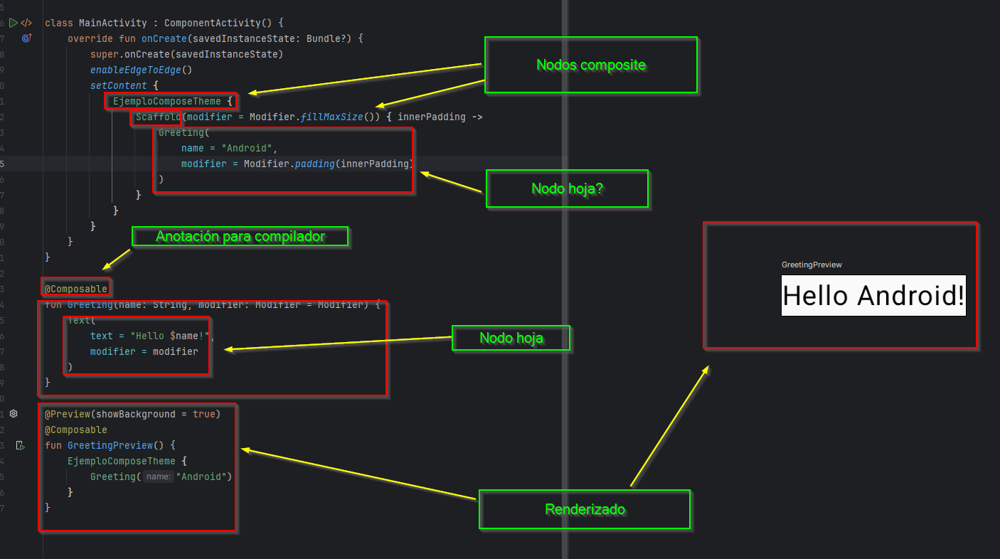 class MainActivity : ComponentActivity() {
override fun onCreate(savedInstanceState: Bundle?) {
super.onCreate(savedInstanceState)
enableEdgeToEdge()
setContent {
EjemploComposeTheme {
Scaffold(modifier = Modifier.fillMaxSize()) { innerPadding ->
Greeting(
name = "Android",
modifier = Modifier.padding(innerPadding)
)
}
}
}
}
}
Nodos composite
Nodo hoja?
Anotación para compilador
@Composable
fun Greeting(name: String, modifier: Modifier = Modifier) {
Text(
text = "Hello $name!",
modifier = modifier
)
}
Nodo hoja
@Preview(showBackground = true)
@Composable
fun GreetingPreview() {
EjemploComposeTheme {
Greeting( name: "Android")
}
}
Renderizado
GreetingPreview
Hello Android!